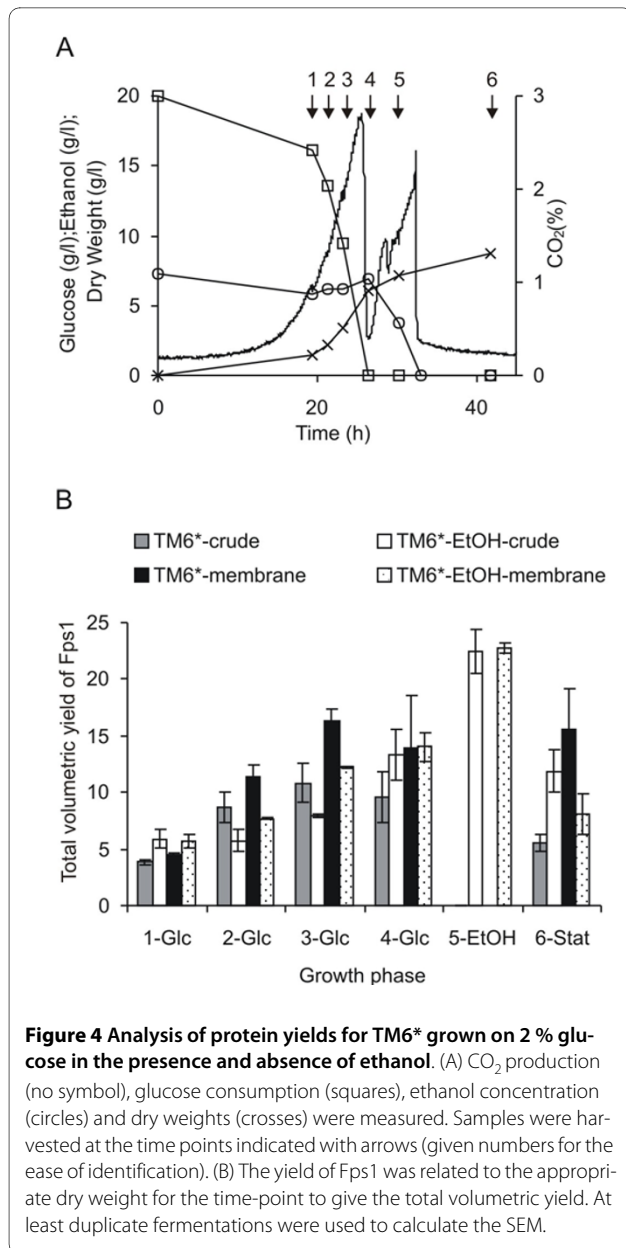 A
1 2 3 4 5 6
20
15
10
5
0
Glucose (g/l);Ethanol (g/l);
Dry Weight (g/l)
3
2
1
0
CO2(%)
0 20 40
Time (h)
B
TM6*-crude TM6*-EtOH-crude
TM6*-membrane TM6*-EtOH-membrane
25
20
15
10
5
0
Total volumetric yield of Fps1
1-Glc 2-Glc 3-Glc 4-Glc 5-EtOH 6-Stat
Growth phase
Figure 4 Analysis of protein yields for TM6* grown on 2 % glu-
cose in the presence and absence of ethanol. (A) CO2 production
(no symbol), glucose consumption (squares), ethanol concentration
(circles) and dry weights (crosses) were measured. Samples were har-
vested at the time points indicated with arrows (given numbers for the
ease of identification). (B) The yield of Fps1 was related to the appropri-
ate dry weight for the time-point to give the total volumetric yield. At
least duplicate fermentations were used to calculate the SEM.